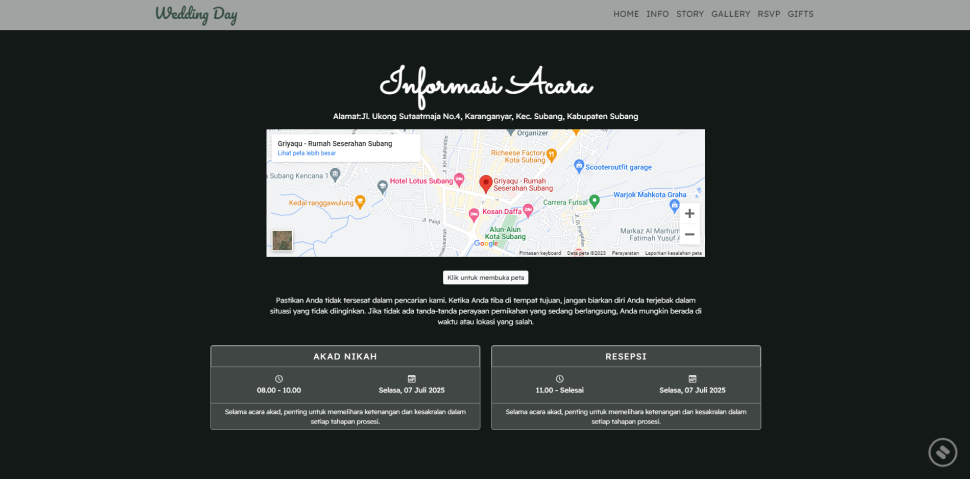 Wedding Day
HOME INFO STORY GALLERY RSVP GIFTS
Informasi Acara
Alamat:Jl. Ukong Sutaatmaja No.4, Karanganyar, Kec. Subang, Kabupaten Subang
Griyaqu - Rumah Seserahan Subang
Lihat peta lebih besar
Organizer
Richeese Factory
Kota Subang
Scooteroutfit garage
Subang Kencana 1
Hotel Lotus Subang
Griyaqu - Rumah
Seserahan Subang
Warjok Mahkota Graha
Kedai ranggawulung
Carrera Futsal
Kosan Daffa
Jl. Panji
Alun-Alun
Kota Subang
Markaz Al Marhum
Fatimah Yusuf A
Google
Pintasan keyboard Data peta ©2023 Persyaratan Laporkan kesalahan peta
Klik untuk membuka peta
Pastikan Anda tidak tersesat dalam pencarian kami. Ketika Anda tiba di tempat tujuan, jangan biarkan diri Anda terjebak dalam
situasi yang tidak diinginkan. Jika tidak ada tanda-tanda perayaan pernikahan yang sedang berlangsung, Anda mungkin berada di
waktu atau lokasi yang salah.
AKAD NIKAH
08.00 - 10.00
Selasa, 07 Juli 2025
Selama acara akad, penting untuk memelihara ketenangan dan kesakralan dalam
setiap tahapan prosesi.
RESEPSI
11.00 - Selesai
Selasa, 07 Juli 2025
Selama acara akad, penting untuk memelihara ketenangan dan kesakralan dalam
setiap tahapan prosesi.